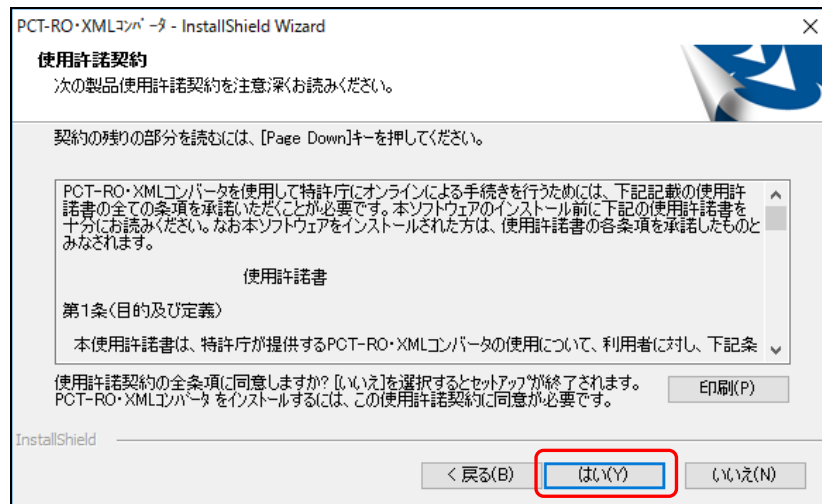 PCT-RO・XMLｺﾝﾊﾞｰﾀ - InstallShield Wizard
使用許諾契約
次の製品使用許諾契約を注意深くお読みください。
契約の残りの部分を読むには、[Page Down]キーを押してください。
PCT-RO・XMLコンバータを使用して特許庁にオンラインによる手続きを行うためには、下記記載の使用許
諾書の全ての条項を承諾いただくことが必要です。本ソフトウェアのインストール前に下記の使用許諾書を
十分にお読みください。なお本ソフトウェアをインストールされた方は、使用許諾書の各条項を承諾したものと
みなされます。
使用許諾書
第1条(目的及び定義)
本使用許諾書は、特許庁が提供するPCT-RO・XMLコンバータの使用について、利用者に対し、下記条
使用許諾契約の全条項に同意しますか? [いいえ]を選択するとセットアップが終了されます。
PCT-RO・XMLｺﾝﾊﾞｰﾀ をインストールするには、この使用許諾契約に同意が必要です。
印刷(P)
InstallShield
< 戻る(B)
はい(Y)
いいえ(N)